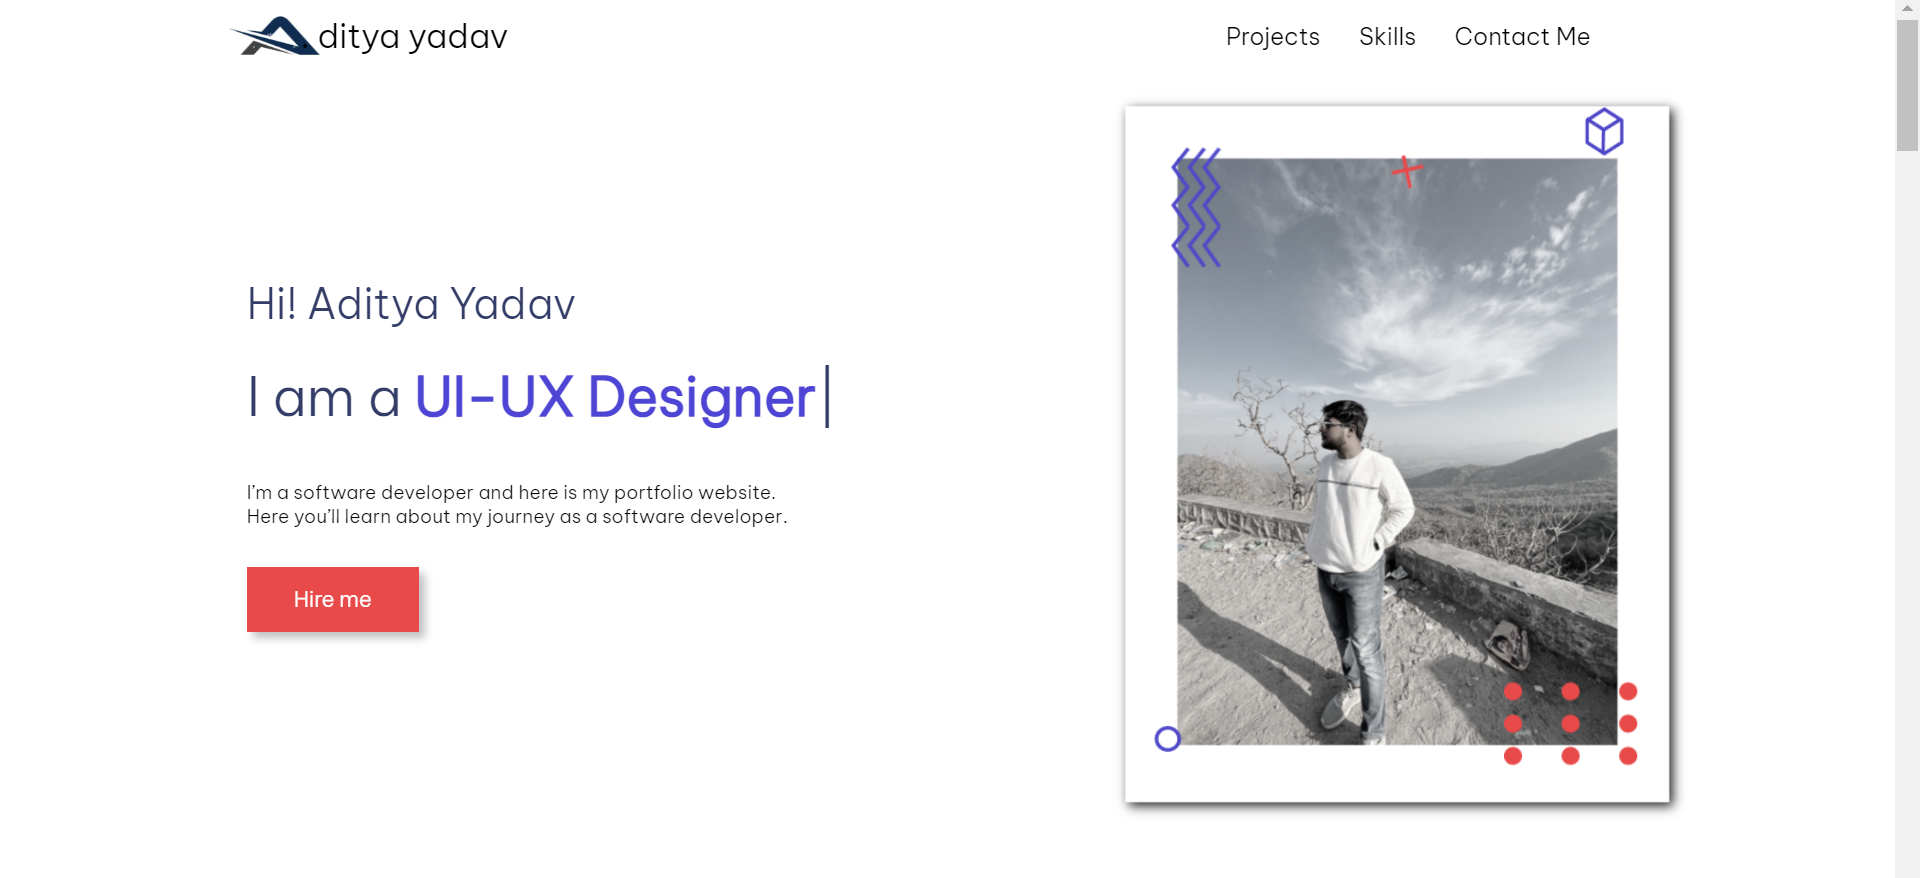 Aditya yadav
Projects Skills Contact Me
Hi! Aditya Yadav
I am a UI-UX Designer
I'm a software developer and here is my portfolio website.
Here you'll learn about my journey as a software developer.
Hire me